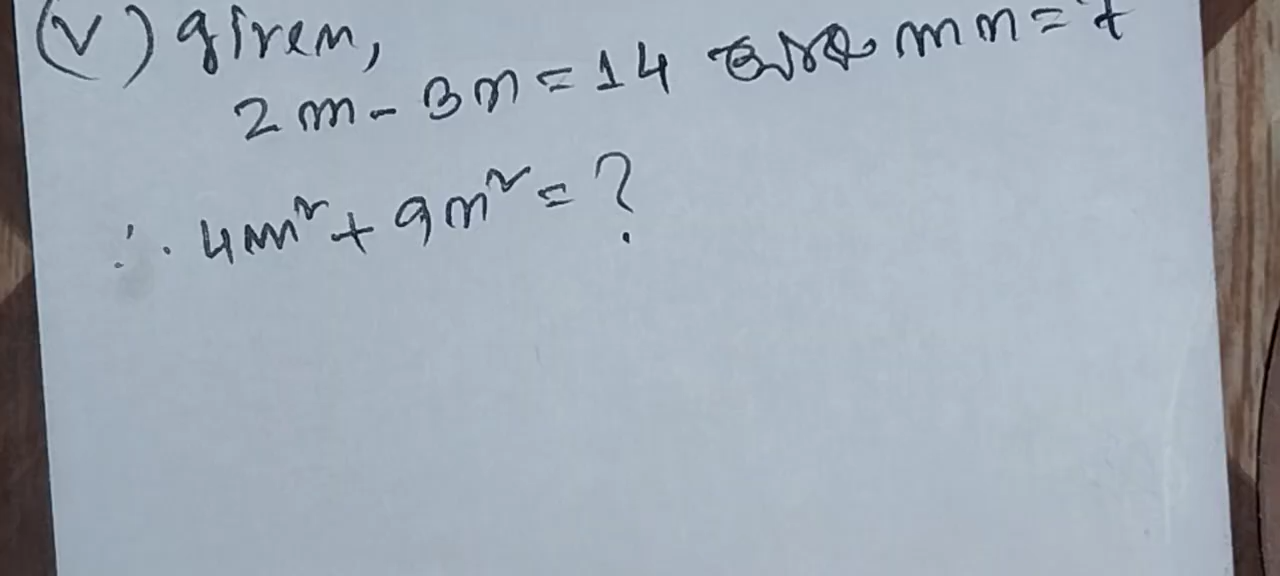 (v) given,
2m - 3n = 14 এবং mn = 7
∴ 4m² + 9n² = ?